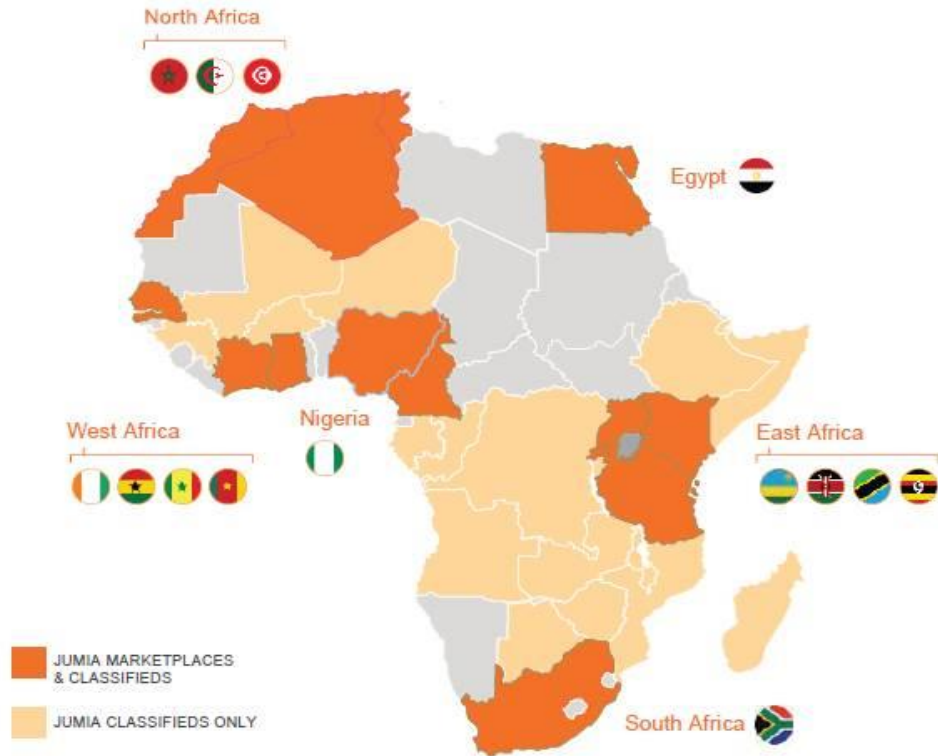 North Africa
Egypt
West Africa
Nigeria
East Africa
JUMIA MARKETPLACES
& CLASSIFIEDS
JUMIA CLASSIFIEDS ONLY
South Africa